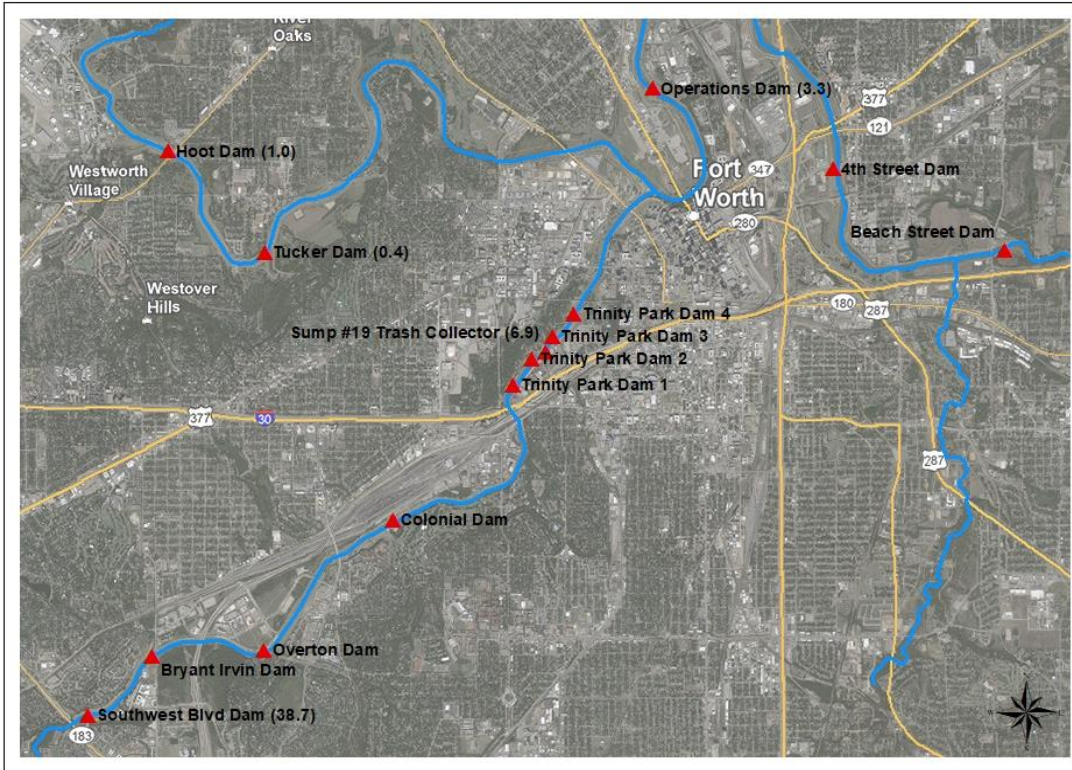 River
Oaks
Operations Dam (3.3)
377
121
Hoot Dam (1.0)
Westworth
Village
Fort
Worth
347
4th Street Dam
280
Beach Street Dam
Tucker Dam (0.4)
Westover
Hills
180
287
Trinity Park Dam 4
Sump #19 Trash Collector (6.9)
Trinity Park Dam 3
Trinity Park Dam 2
Trinity Park Dam 1
377
30
287
Colonial Dam
Overton Dam
Bryant Irvin Dam
Southwest Blvd Dam (38.7)
183